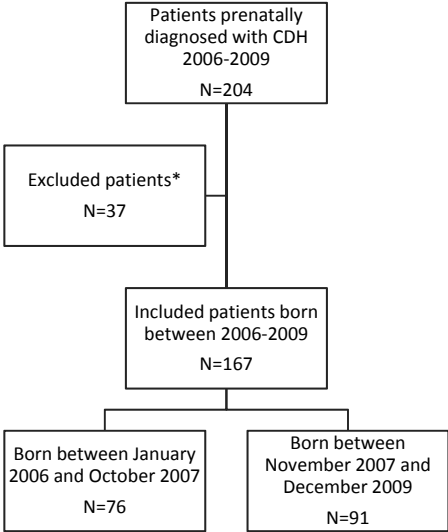 Patients prenatally
diagnosed with CDH
2006-2009
N=204
Excluded patients*
N=37
Included patients born
between 2006-2009
N=167
Born between January
2006 and October 2007
N=76
Born between
November 2007 and
December 2009
N=91